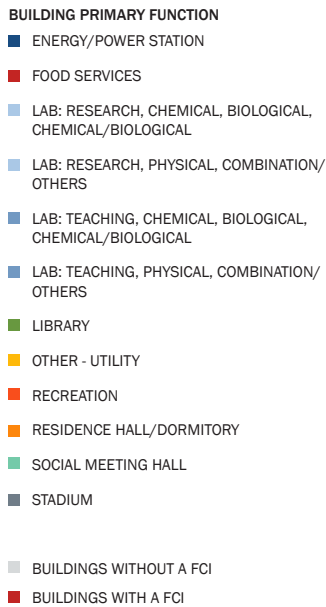 BUILDING PRIMARY FUNCTION
ENERGY/POWER STATION
FOOD SERVICES
LAB: RESEARCH, CHEMICAL, BIOLOGICAL,
CHEMICAL/BIOLOGICAL
LAB: RESEARCH, PHYSICAL, COMBINATION/
OTHERS
LAB: TEACHING, CHEMICAL, BIOLOGICAL,
CHEMICAL/BIOLOGICAL
LAB: TEACHING, PHYSICAL, COMBINATION/
OTHERS
LIBRARY
OTHER - UTILITY
RECREATION
RESIDENCE HALL/DORMITORY
SOCIAL MEETING HALL
STADIUM
BUILDINGS WITHOUT A FCI
BUILDINGS WITH A FCI